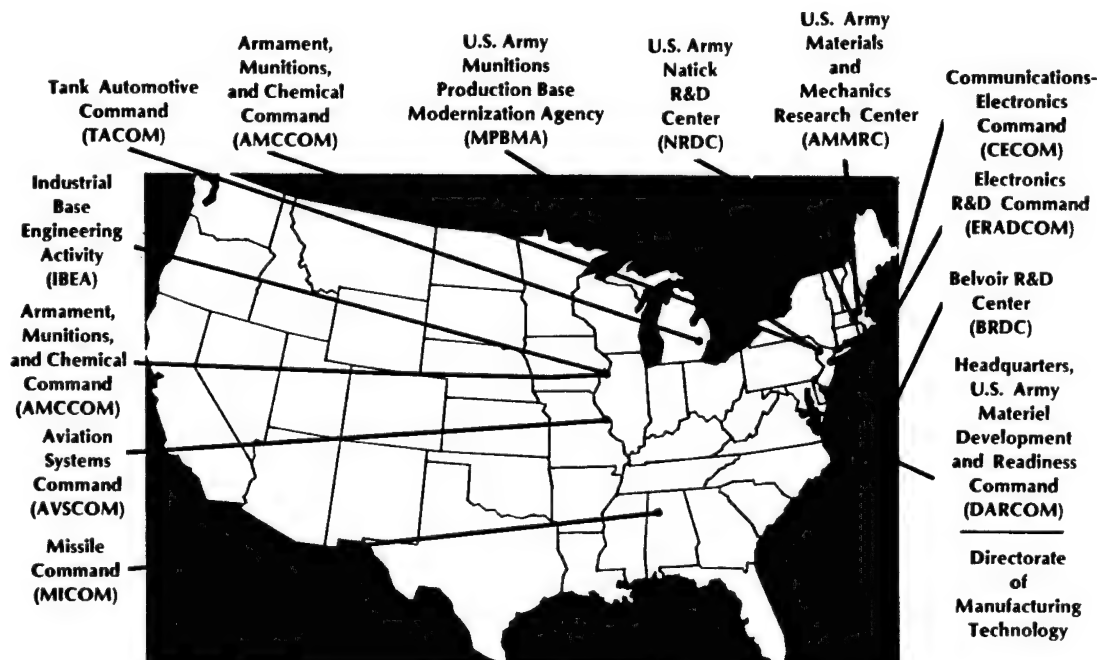 Tank Automotive
Command
(TACOM)
Armament,
Munitions,
and Chemical
Command
(AMCCOM)
U.S. Army
Munitions
Production Base
Modernization Agency
(MPBMA)
U.S. Army
Natick
R&D
Center
(NRDC)
U.S. Army
Materials
and
Mechanics
Research Center
(AMMRC)
Communications-
Electronics
Command
(CECOM)
Electronics
R&D Command
(ERADCOM)
Belvoir R&D
Center
(BRDC)
Headquarters,
U.S. Army
Materiel
Development
and Readiness
Command
(DARCOM)
Directorate
of
Manufacturing
Technology
Industrial
Base
Engineering
Activity
(IBEA)
Armament,
Munitions,
and Chemical
Command
(AMCCOM)
Aviation
Systems
Command
(AVSCOM)
Missile
Command
(MICOM)